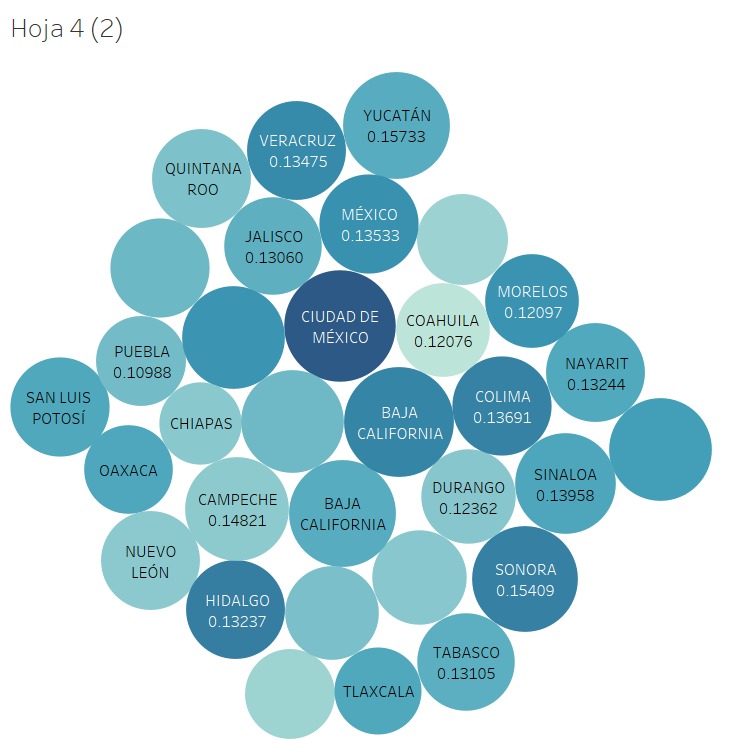 Hoja 4 (2)
YUCATÁN
0.15733
VERACRUZ
0.13475
QUINTANA
ROO
MÉXICO
0.13533
JALISCO
0.13060
MORELOS
0.12097
CIUDAD DE
MÉXICO
COAHUILA
0.12076
PUEBLA
0.10988
NAYARIT
0.13244
SAN LUIS
POTOSÍ
COLIMA
0.13691
CHIAPAS
BAJA
CALIFORNIA
OAXACA
SINALOA
0.13958
DURANGO
0.12362
CAMPECHE
0.14821
BAJA
CALIFORNIA
NUEVO
LEÓN
SONORA
0.15409
HIDALGO
0.13237
TABASCO
0.13105
TLAXCALA